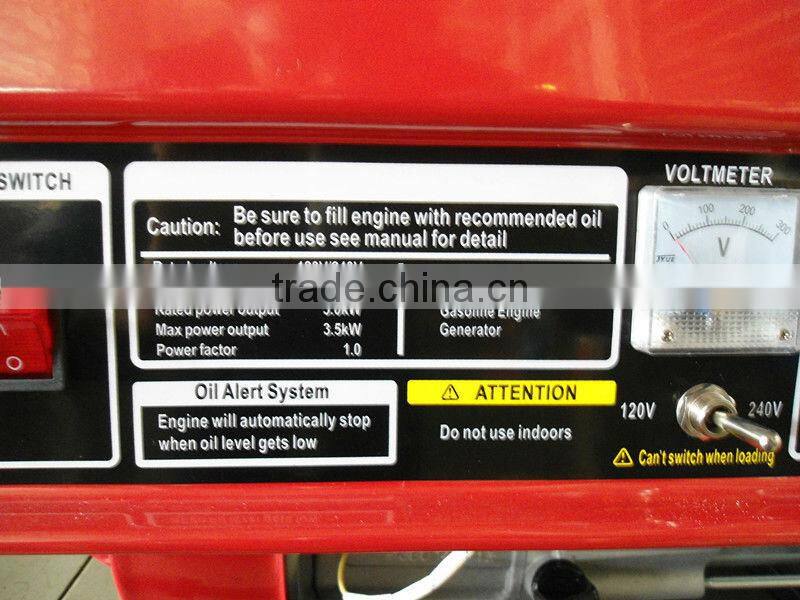 SWITCH
VOLTMETER
0 100 200 300
V
Caution: Be sure to fill engine with recommended oil
before use see manual for detail
trade.china.cn
Rated power output 3.0kW
Max power output 3.5kW
Power factor 1.0
Gasoline Engine
Generator
Oil Alert System
Engine will automatically stop
when oil level gets low
ATTENTION
Do not use indoors
120V 240V
Can't switch when loading